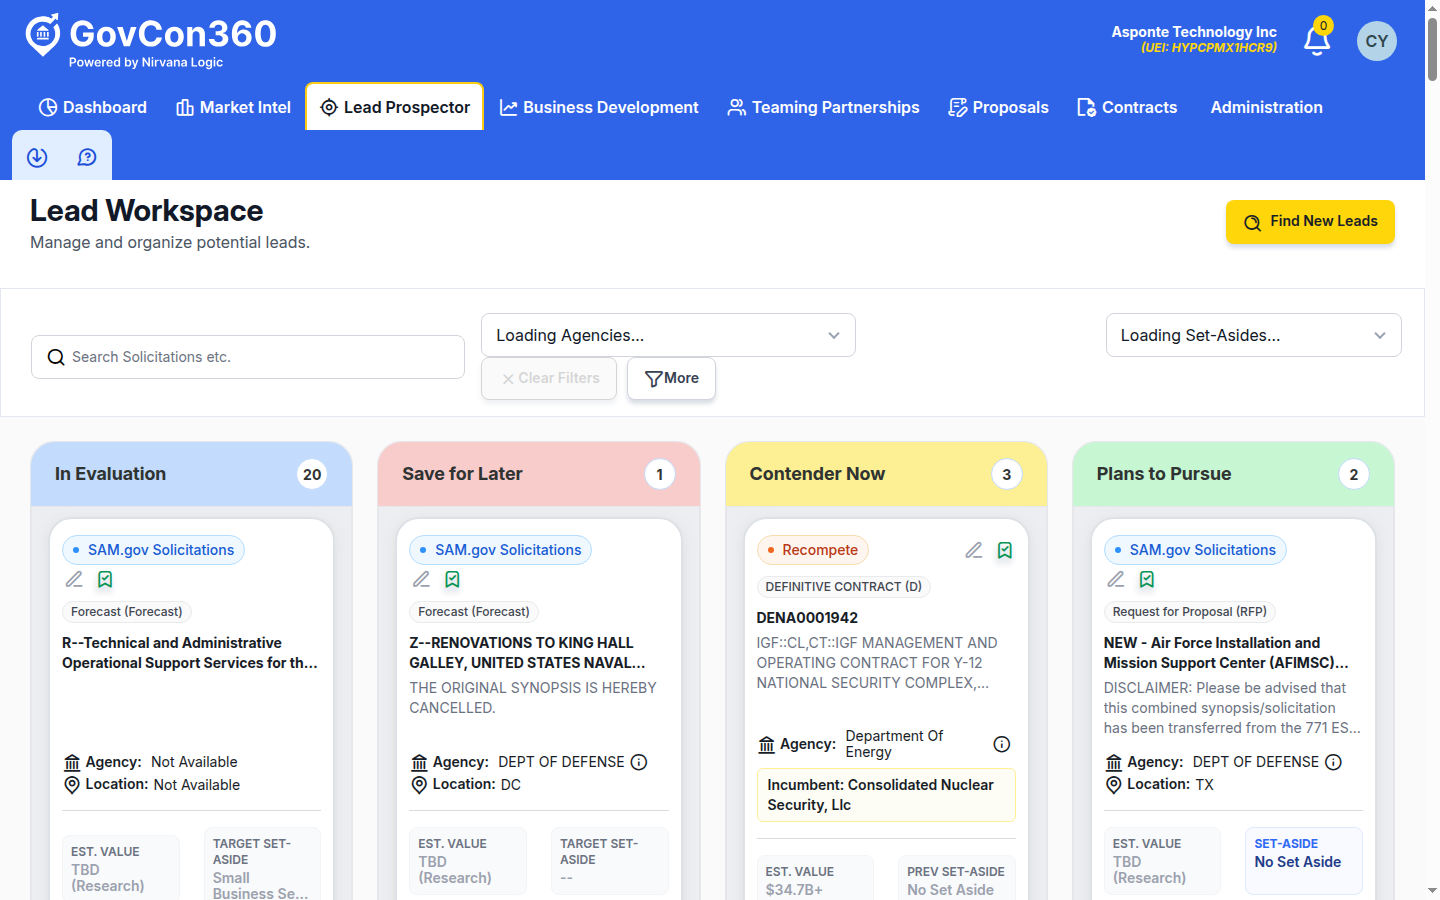 GovCon360
Powered by Nirvana Logic
Asponte Technology Inc
(UEI: HYPCPMX1HCR9)
0
CY
Dashboard
Market Intel
Lead Prospector
Business Development
Teaming Partnerships
Proposals
Contracts
Administration
Lead Workspace
Manage and organize potential leads.
Find New Leads
Search Solicitations etc.
Loading Agencies...
Loading Set-Asides...
Clear Filters
More
In Evaluation
20
SAM.gov Solicitations
Forecast (Forecast)
R--Technical and Administrative
Operational Support Services for th...
Agency: Not Available
Location: Not Available
EST. VALUE
TBD
(Research)
TARGET SET-
ASIDE
Small
Business Se...
Save for Later
1
SAM.gov Solicitations
Forecast (Forecast)
Z--RENOVATIONS TO KING HALL
GALLEY, UNITED STATES NAVAL...
THE ORIGINAL SYNOPSIS IS HEREBY
CANCELLED.
Agency: DEPT OF DEFENSE
Location: DC
EST. VALUE
TBD
(Research)
TARGET SET-
ASIDE
--
Contender Now
3
Recompete
DEFINITIVE CONTRACT (D)
DENA0001942
IGF::CL,CT::IGF MANAGEMENT AND
OPERATING CONTRACT FOR Y-12
NATIONAL SECURITY COMPLEX,...
Agency: Department Of
Energy
Incumbent: Consolidated Nuclear
Security, Llc
EST. VALUE
$34.7B+
PREV SET-ASIDE
No Set Aside
Plans to Pursue
2
SAM.gov Solicitations
Request for Proposal (RFP)
NEW - Air Force Installation and
Mission Support Center (AFIMSC)...
DISCLAIMER: Please be advised that
this combined synopsis/solicitation
has been transferred from the 771 ES...
Agency: DEPT OF DEFENSE
Location: TX
EST. VALUE
TBD
(Research)
SET-ASIDE
No Set Aside